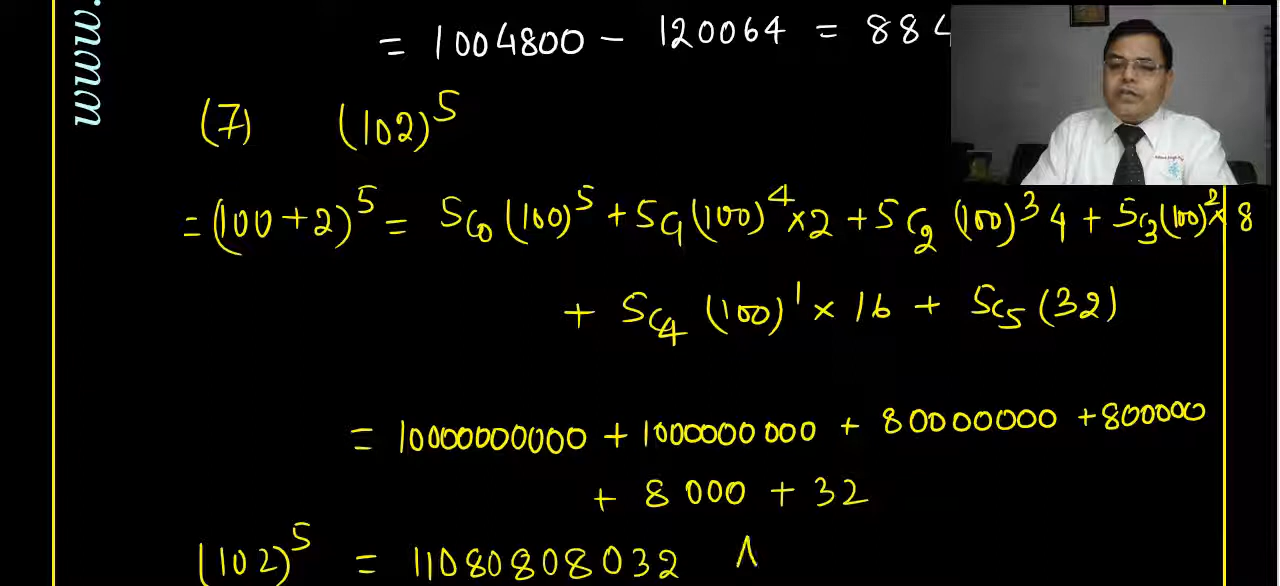 www.
= 1004800 - 120064 = 884
(7) (102)^5
= (100+2)^5 = 5C0 (100)^5 + 5C1 (100)^4 × 2 + 5C2 (100)^3 4 + 5C3 (100)^2 × 8
+ 5C4 (100)^1 × 16 + 5C5 (32)
= 10000000000 + 1000000000 + 80000000 + 800000
+ 8000 + 32
(102)^5 = 11080808032